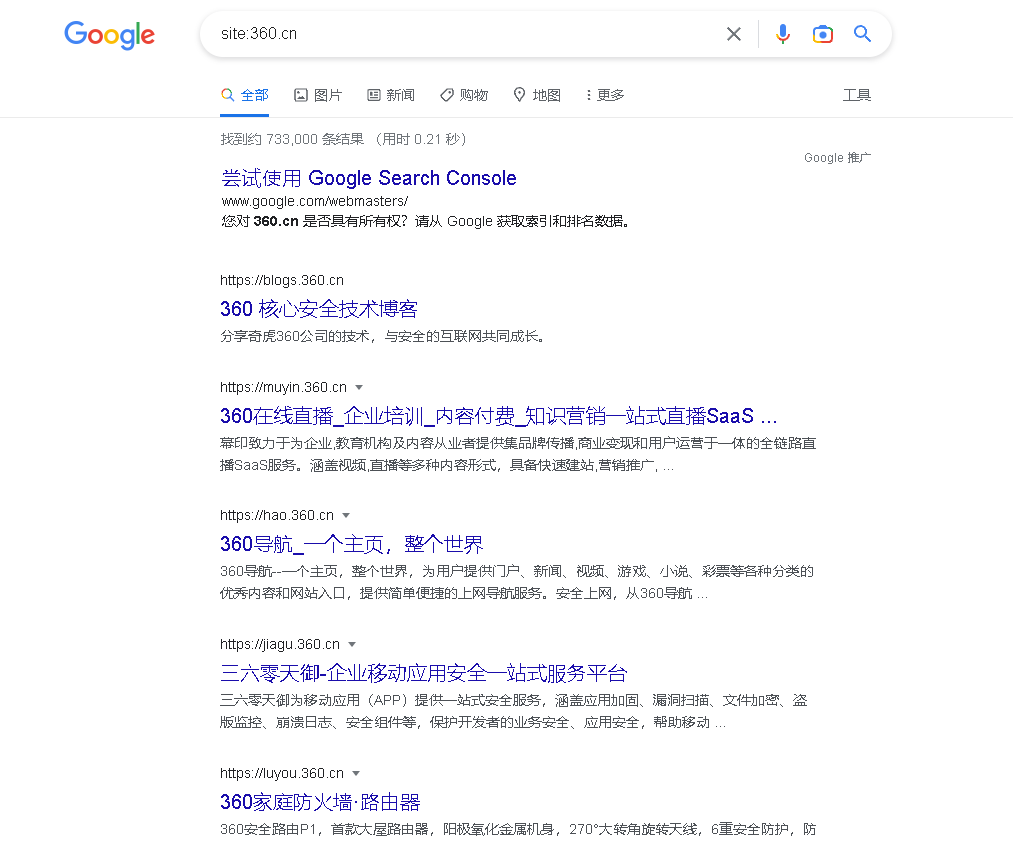 Google
site:360.cn
全部 图片 新闻 购物 地图 更多 工具
找到约 733,000 条结果 （用时 0.21 秒）
Google 推广
尝试使用 Google Search Console
www.google.com/webmasters/
您对 360.cn 是否具有所有权？请从 Google 获取索引和排名数据。
https://blogs.360.cn
360 核心安全技术博客
分享奇虎360公司的技术，与安全的互联网共同成长。
https://muyin.360.cn
360在线直播_企业培训_内容付费_知识营销一站式直播SaaS ...
幕印致力于为企业,教育机构及内容从业者提供集品牌传播,商业变现和用户运营于一体的全链路直
播SaaS服务。涵盖视频,直播等多种内容形式，具备快速建站,营销推广, ...
https://hao.360.cn
360导航_一个主页，整个世界
360导航--一个主页，整个世界，为用户提供门户、新闻、视频、游戏、小说、彩票等各种分类的
优秀内容和网站入口，提供简单便捷的上网导航服务。安全上网，从360导航 ...
https://jiagu.360.cn
三六零天御-企业移动应用安全一站式服务平台
三六零天御为移动应用（APP）提供一站式安全服务，涵盖应用加固、漏洞扫描、文件加密、盗
版监控、崩溃日志、安全组件等，保护开发者的业务安全、应用安全，帮助移动 ...
https://luyou.360.cn
360家庭防火墙·路由器
360安全路由P1，首款大屋路由器，阳极氧化金属机身，270°大转角旋转天线，6重安全防护，防